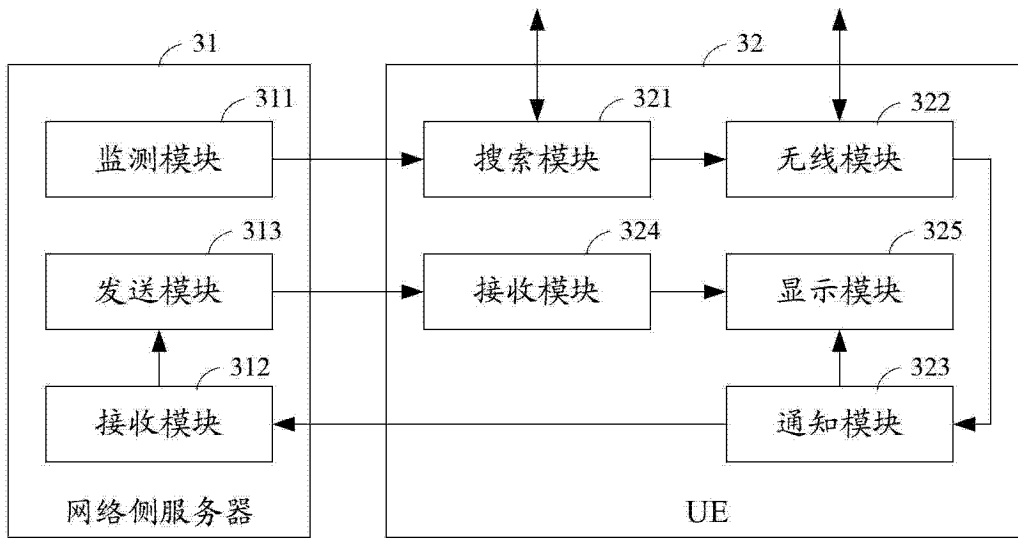 31
32
311
321
322
监测模块
搜索模块
无线模块
313
324
325
发送模块
接收模块
显示模块
312
323
接收模块
通知模块
网络侧服务器
UE